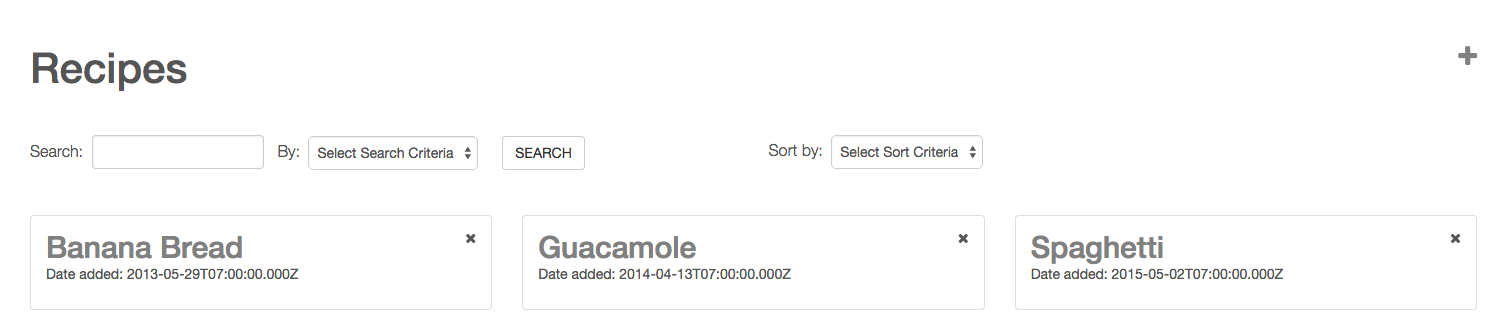 Recipes
Search: By: Select Search Criteria SEARCH Sort by: Select Sort Criteria
Banana Bread
Date added: 2013-05-29T07:00:00.000Z
Guacamole
Date added: 2014-04-13T07:00:00.000Z
Spaghetti
Date added: 2015-05-02T07:00:00.000Z